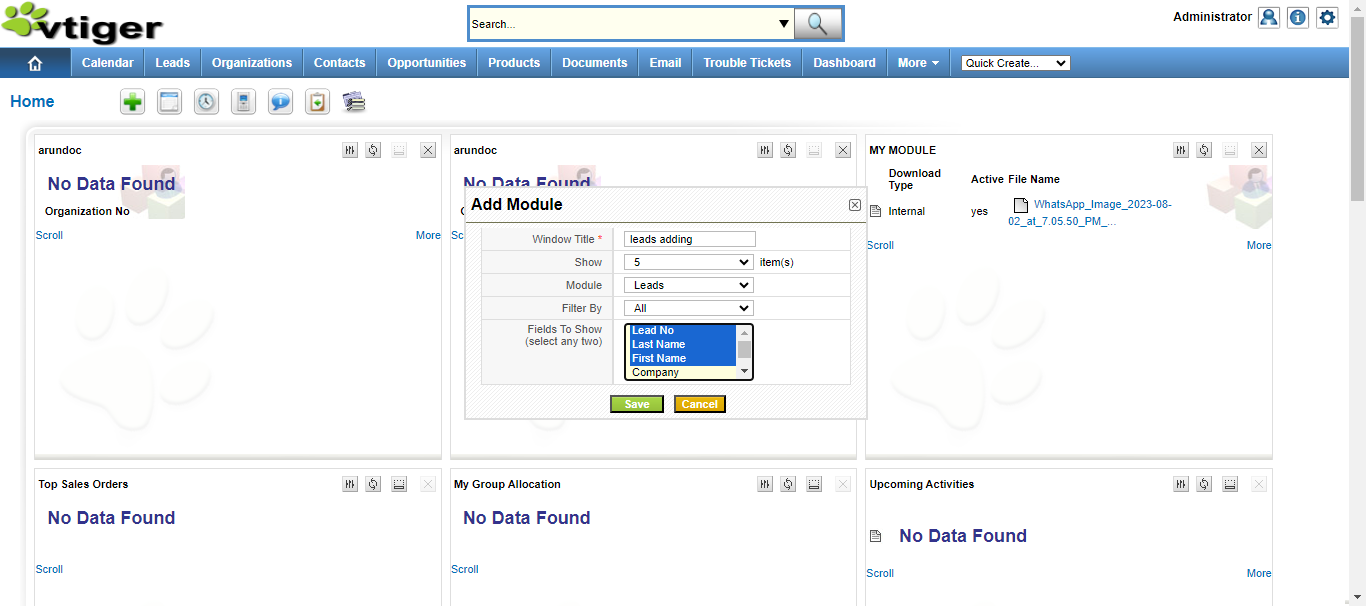 vtiger
Search...
Administrator
Calendar Leads Organizations Contacts Opportunities Products Documents Email Trouble Tickets Dashboard More Quick Create...
Home
arundoc
No Data Found
Organization No
Scroll More
arundoc
No Data Found
Sc
MY MODULE
Download Type Active File Name
Internal yes WhatsApp_Image_2023-08-
02_at_7.05.50_PM_...
Scroll More
Add Module
Window Title * leads adding
Show 5 item(s)
Module Leads
Filter By All
Fields To Show
(select any two)
Lead No
Last Name
First Name
Company
Save Cancel
Top Sales Orders
No Data Found
Scroll
My Group Allocation
No Data Found
Scroll
Upcoming Activities
No Data Found
Scroll More